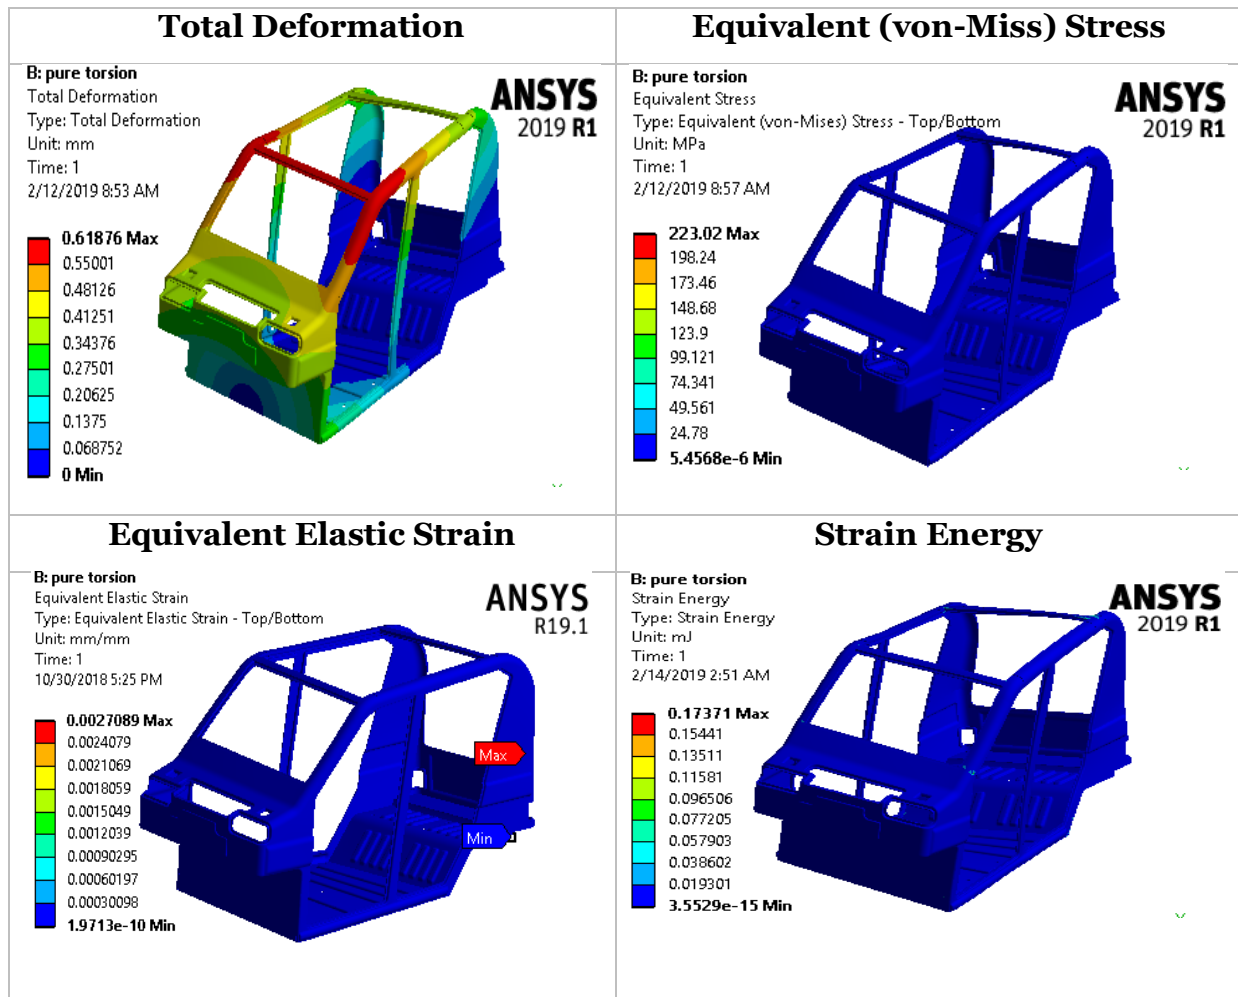 Total Deformation
B: pure torsion
Total Deformation
Type: Total Deformation
Unit: mm
Time: 1
2/12/2019 8:53 AM
ANSYS
2019 R1
0.61876 Max
0.55001
0.48126
0.41251
0.34376
0.27501
0.20625
0.1375
0.068752
0 Min
Equivalent (von-Miss) Stress
B: pure torsion
Equivalent Stress
Type: Equivalent (von-Mises) Stress - Top/Bottom
Unit: MPa
Time: 1
2/12/2019 8:57 AM
ANSYS
2019 R1
223.02 Max
198.24
173.46
148.68
123.9
99.121
74.341
49.561
24.78
5.4568e-6 Min
Equivalent Elastic Strain
B: pure torsion
Equivalent Elastic Strain
Type: Equivalent Elastic Strain - Top/Bottom
Unit: mm/mm
Time: 1
10/30/2018 5:25 PM
ANSYS
R19.1
0.0027089 Max
0.0024079
0.0021069
0.0018059
0.0015049
0.0012039
0.00090295
0.00060197
0.00030098
1.9713e-10 Min
Max
Min
Strain Energy
B: pure torsion
Strain Energy
Type: Strain Energy
Unit: mJ
Time: 1
2/14/2019 2:51 AM
ANSYS
2019 R1
0.17371 Max
0.15441
0.13511
0.11581
0.096506
0.077205
0.057903
0.038602
0.019301
3.5529e-15 Min